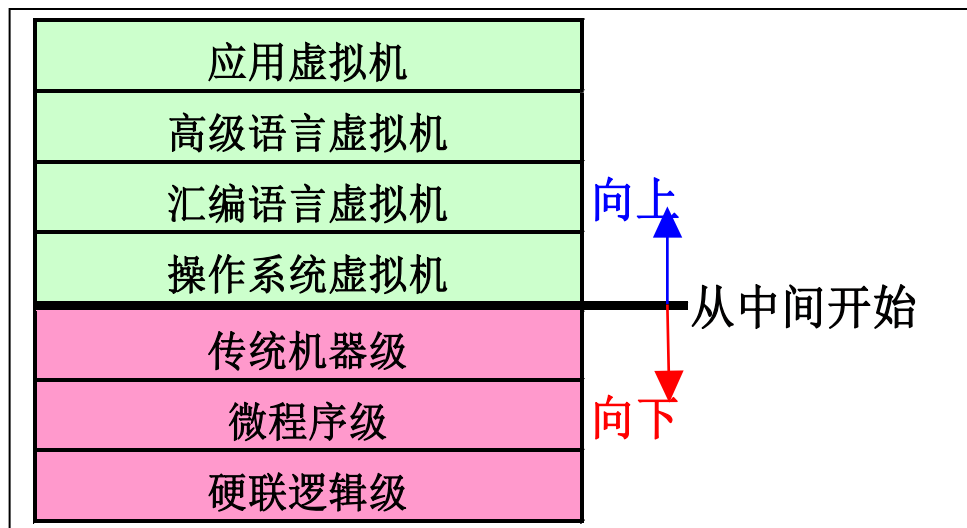 应用虚拟机
高级语言虚拟机
汇编语言虚拟机
向上
操作系统虚拟机
从中间开始
传统机器级
微程序级
向下
硬联逻辑级